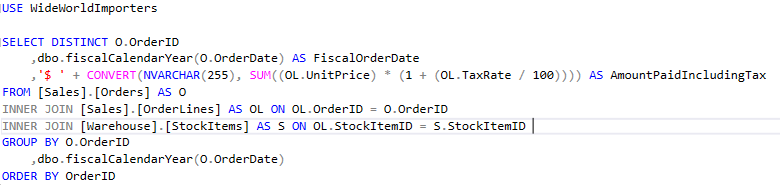 USE WideWorldImporters
SELECT DISTINCT O.OrderID
,dbo.fiscalCalendarYear(O.OrderDate) AS FiscalOrderDate
,'$ ' + CONVERT(NVARCHAR(255), SUM((OL.UnitPrice) * (1 + (OL.TaxRate / 100)))) AS AmountPaidIncludingTax
FROM [Sales].[Orders] AS O
INNER JOIN [Sales].[OrderLines] AS OL ON OL.OrderID = O.OrderID
INNER JOIN [Warehouse].[StockItems] AS S ON OL.StockItemID = S.StockItemID
GROUP BY O.OrderID
,dbo.fiscalCalendarYear(O.OrderDate)
ORDER BY OrderID